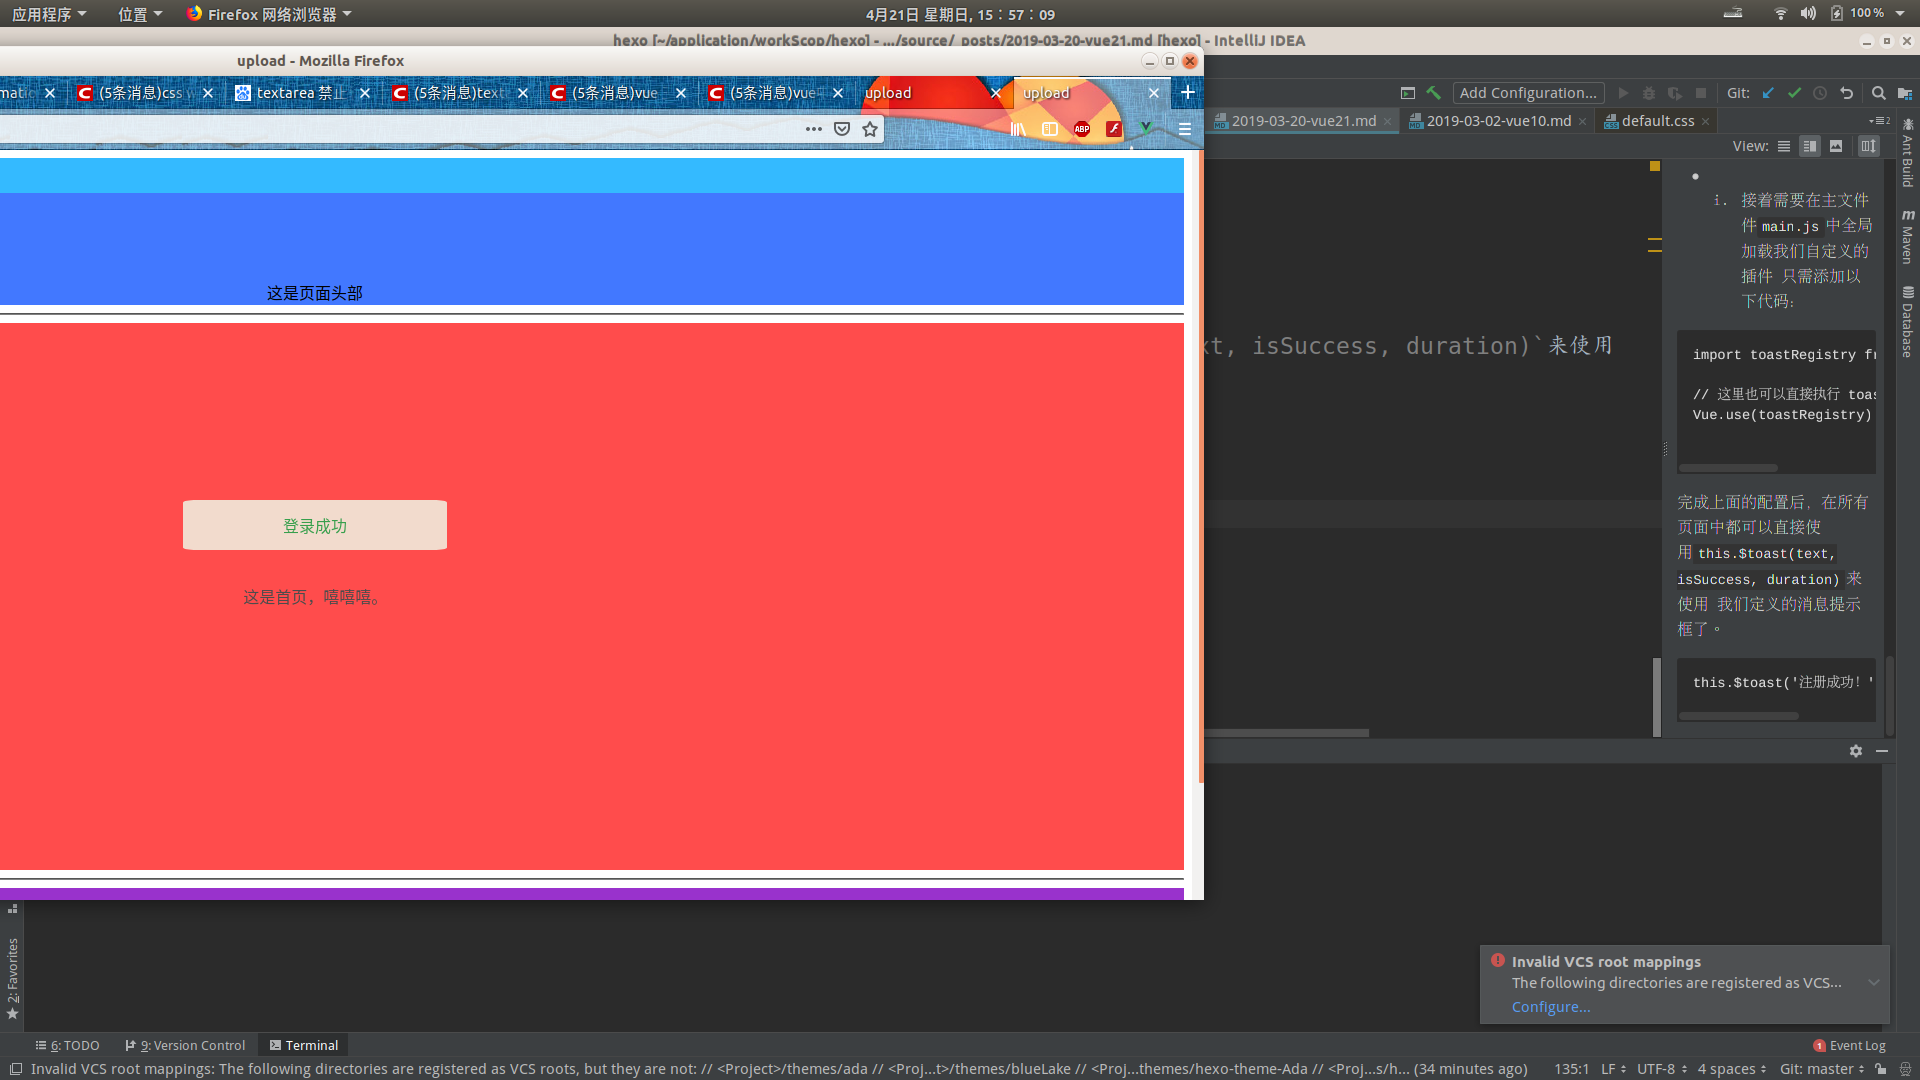 应用程序
位置
Firefox 网络浏览器
4月21日 星期日, 15：57：09
100 %
hexo [~/application/workScop/hexo] - .../source/_posts/2019-03-20-vue21.md [hexo] - IntelliJ IDEA
upload - Mozilla Firefox
(5条消息)css
textarea 禁止
(5条消息)text
(5条消息)vue
(5条消息)vue-
upload
upload
Add Configuration...
Git:
2019-03-20-vue21.md
2019-03-02-vue10.md
default.css
View:
Ant Build
Maven
Database
这是页面头部
登录成功
这是首页，嘻嘻嘻。
xt, isSuccess, duration)`来使用
i. 接着需要在主文件
件main.js中全局
加载我们自定义的
插件 只需添加以
下代码：
import toastRegistry fr
// 这里也可以直接执行 toas
Vue.use(toastRegistry)
完成上面的配置后，在所有
页面中都可以直接使
用this.$toast(text,
isSuccess, duration)来
使用 我们定义的消息提示
框了。
this.$toast('注册成功！'
2: Favorites
Invalid VCS root mappings
The following directories are registered as VCS...
Configure...
6: TODO
9: Version Control
Terminal
1 Event Log
Invalid VCS root mappings: The following directories are registered as VCS roots, but they are not: // <Project>/themes/ada // <Proj...t>/themes/blueLake // <Proj...themes/hexo-theme-Ada // <Proj...s/h... (34 minutes ago)
135:1
LF
UTF-8
4 spaces
Git: master